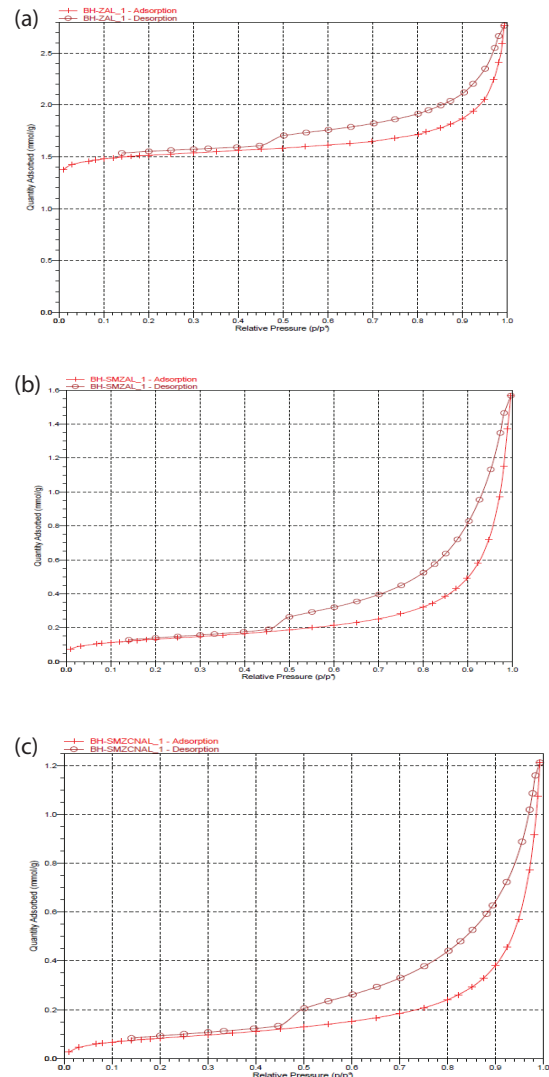 (a)
BH-ZAL_1 - Adsorption
BH-ZAL_1 - Desorption
Quantity Adsorbed (mmol/g)
2.5
2.0
1.5
1.0
0.5
0.0
0.0 0.1 0.2 0.3 0.4 0.5 0.6 0.7 0.8 0.9 1.0
Relative Pressure (p/p°)
(b)
BH-SMZAL_1 - Adsorption
BH-SMZAL_1 - Desorption
Quantity Adsorbed (mmol/g)
1.6
1.4
1.2
1.0
0.8
0.6
0.4
0.2
0.0
0.0 0.1 0.2 0.3 0.4 0.5 0.6 0.7 0.8 0.9 1.0
Relative Pressure (p/p°)
(c)
BH-SMZCNAL_1 - Adsorption
BH-SMZCNAL_1 - Desorption
Quantity Adsorbed (mmol/g)
1.2
1.0
0.8
0.6
0.4
0.2
0.0
0.0 0.1 0.2 0.3 0.4 0.5 0.6 0.7 0.8 0.9 1.0
Relative Pressure (p/p°)